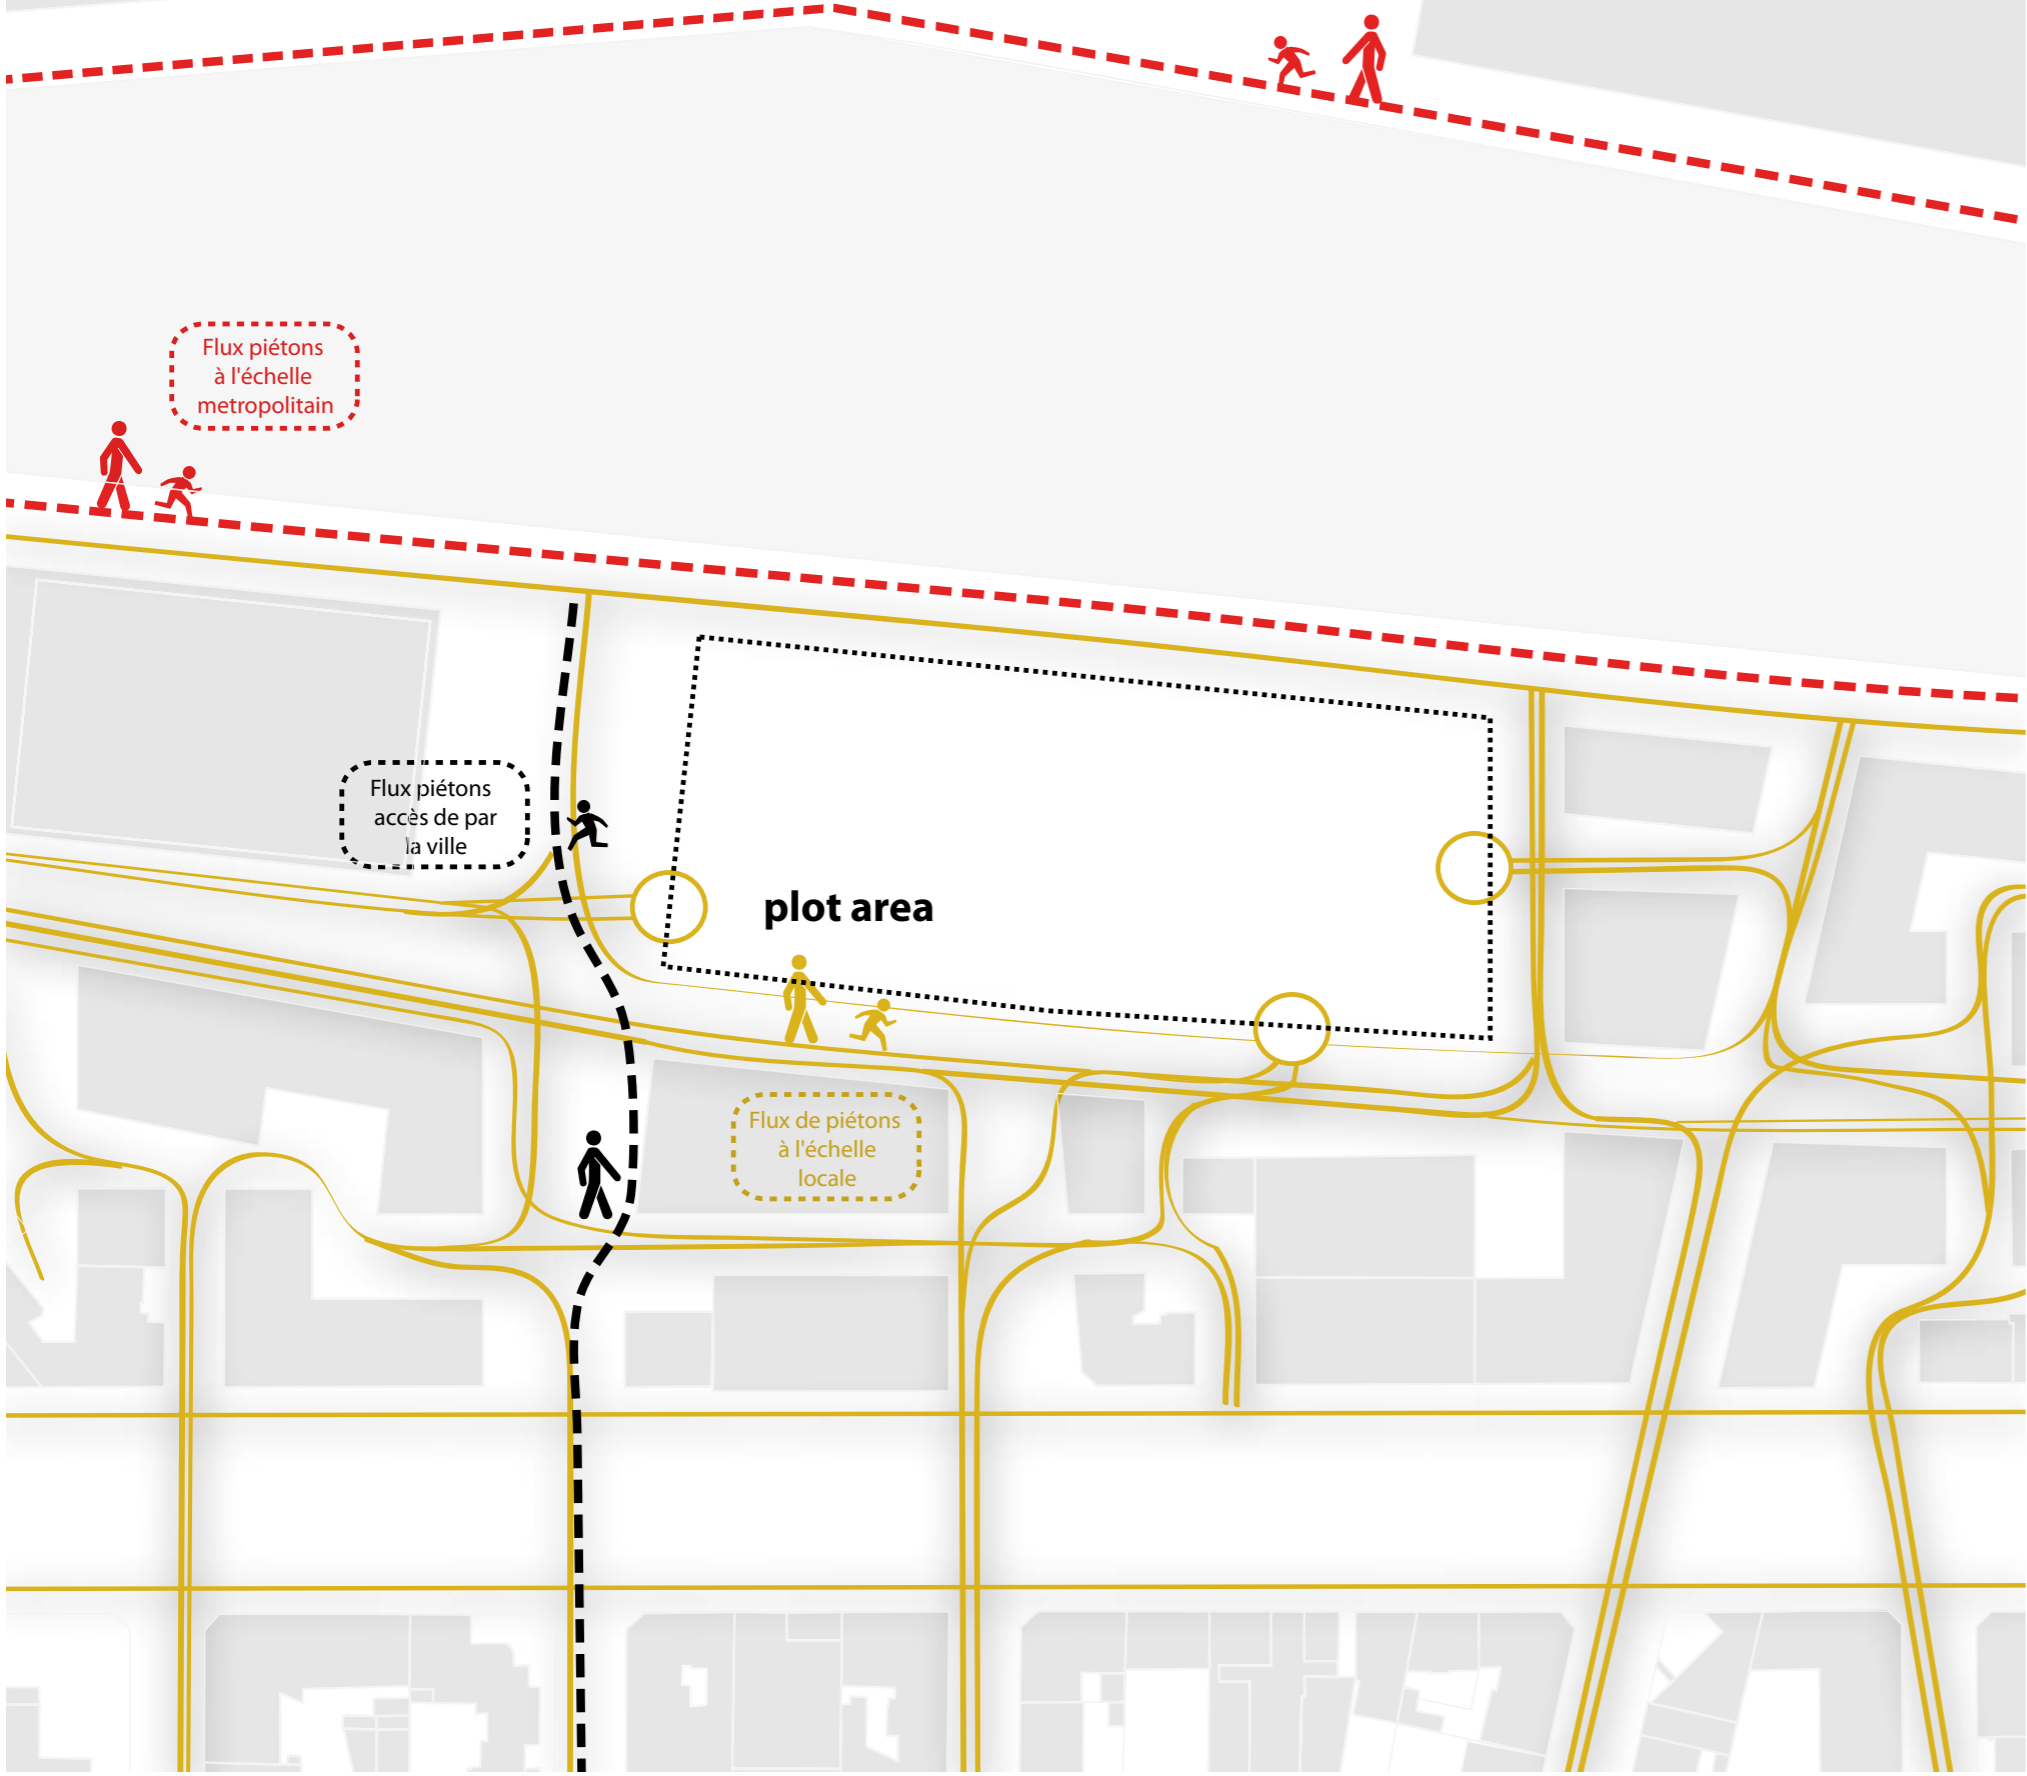 Flux piétons
à l'échelle
metropolitain
Flux piétons
accès de par
la ville
plot area
Flux de piétons
à l'échelle
locale